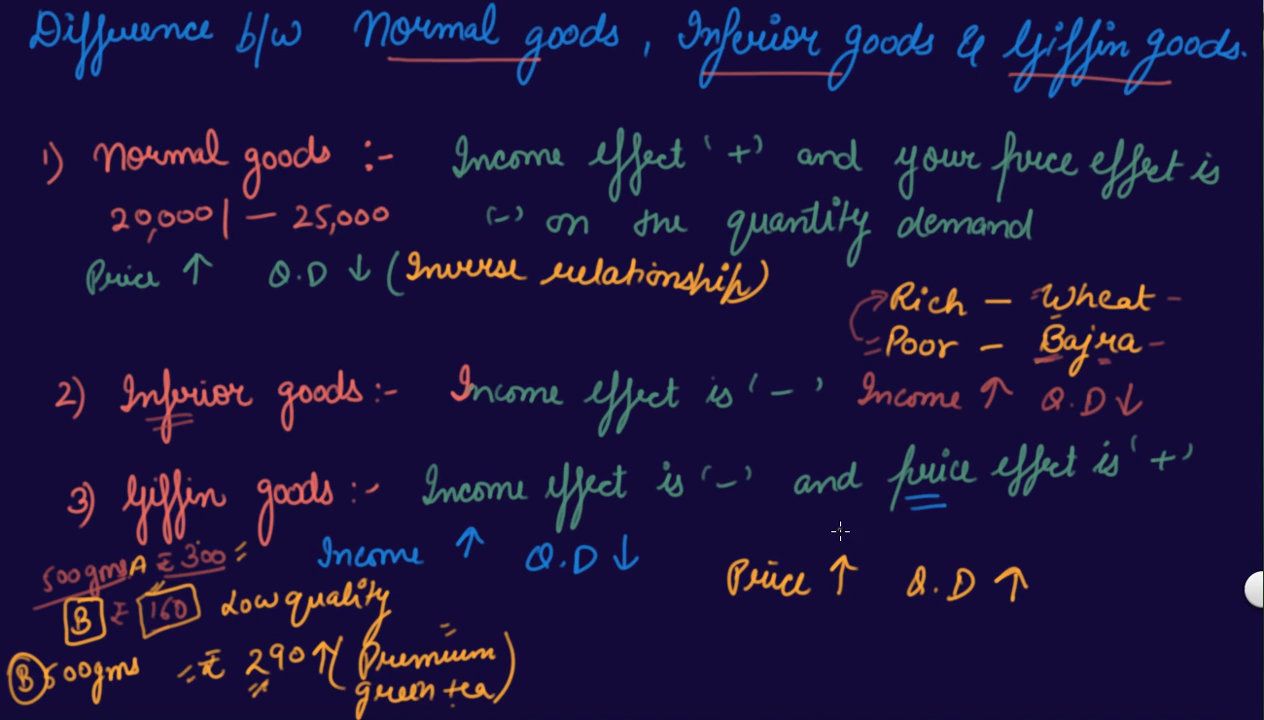 Difference b/w Normal goods, Inferior goods & Giffin goods.
1) Normal goods :- Income effect '+' and your price effect is
20,000/- 25,000 (-) on the quantity demand
Price ↑ Q.D ↓ (Inverse relationship)
Rich - Wheat -
Poor - Bajra -
2) Inferior goods :- Income effect is '-' Income ↑ Q.D ↓
3) Giffin goods :- Income effect is '-' and price effect is '+'
500gms A ₹300 = Income ↑ Q.D ↓ Price ↑ Q.D ↑
B ₹ 160 Low quality
B 500gms = ₹ 290 ↑ (Premium
green tea)